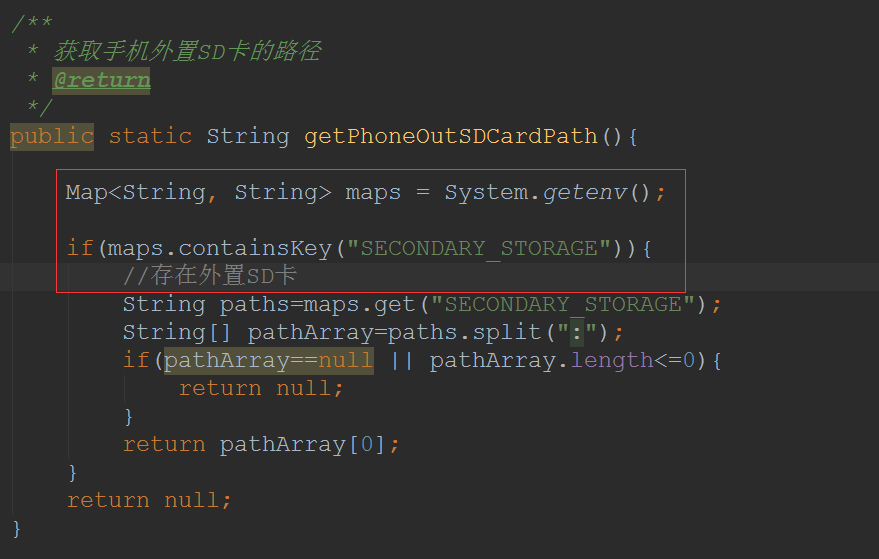 /**
 * 获取手机外置SD卡的路径
 * @return
 */
public static String getPhoneOutSDCardPath(){
    Map<String, String> maps = System.getenv();
    if(maps.containsKey("SECONDARY_STORAGE")){
        //存在外置SD卡
        String paths=maps.get("SECONDARY_STORAGE");
        String[] pathArray=paths.split(":");
        if(pathArray==null || pathArray.length<=0){
            return null;
        }
        return pathArray[0];
    }
    return null;
}